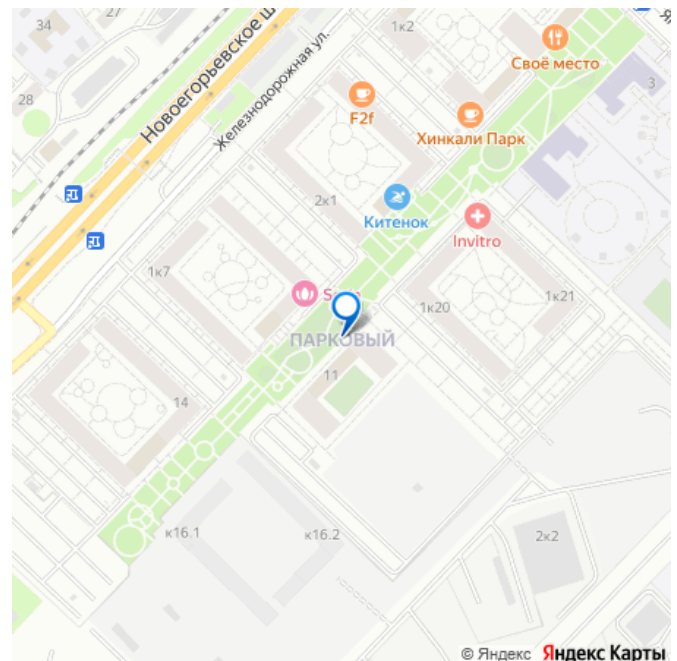 34
1к2
Своё место
3
28
Новоегорьевское ш
Железнодорожная ул.
F2f
Хинкали Парк
2к1
Китенок
Invitro
1к7
1к20
1к21
ПАРКОВЫЙ
11
14
к16.1
к16.2
2к2
© Яндекс Яндекс Карты